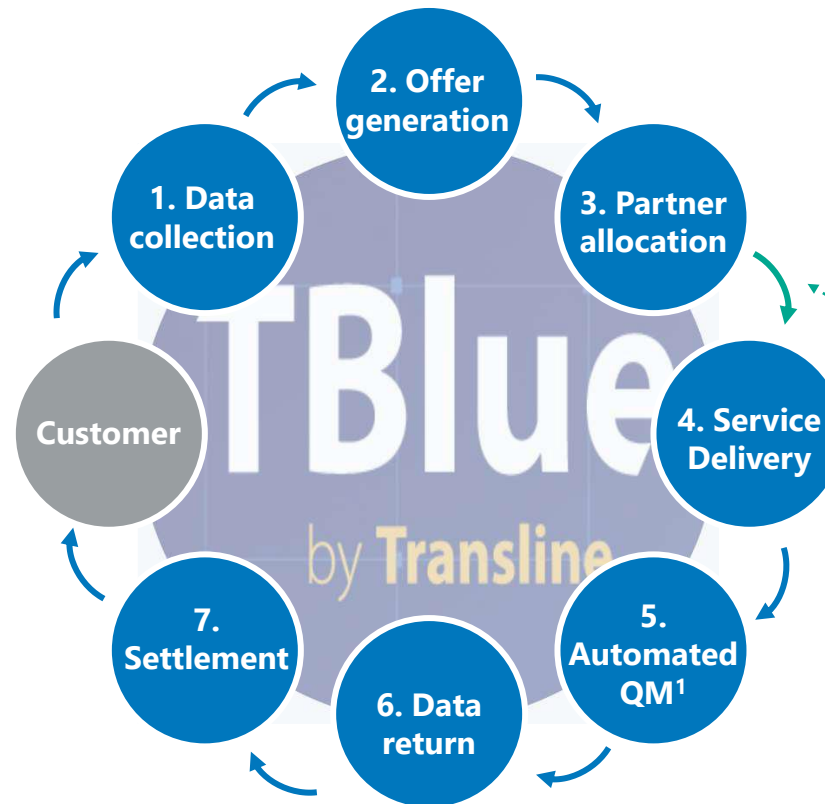 2. Offer
generation
1. Data
collection
3. Partner
allocation
TBlue
by Transline
Customer
4. Service
Delivery
7.
Settlement
5.
Automated
QM¹
6. Data
return